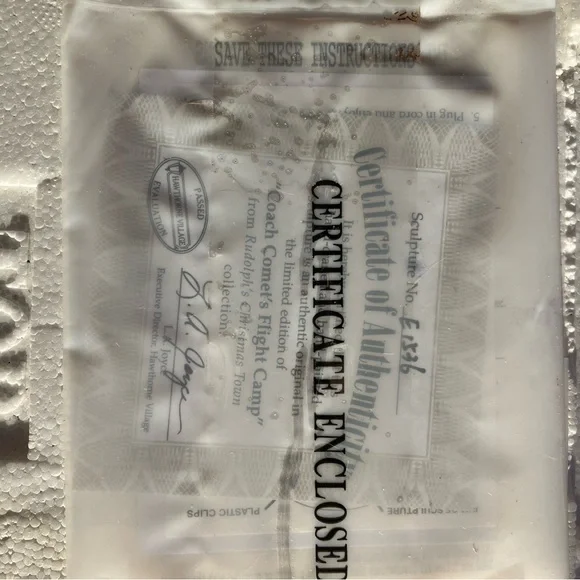 SAVE THESE INSTRUCTIONS
5. Plug in cord and enjoy
CERTIFICATE ENCLOSED
Sculpture No.
Certificate of Authenticity
is an authentic original in
the limited edition of
"Coach Comet's Flight Camp"
from Rudolph's Christmas Town
collection
PASSED
HAWTHORNE VILLAGE
EVALUATION
Executive Director, Hawthorne Village
SCULPTURE
PLASTIC CLIPS